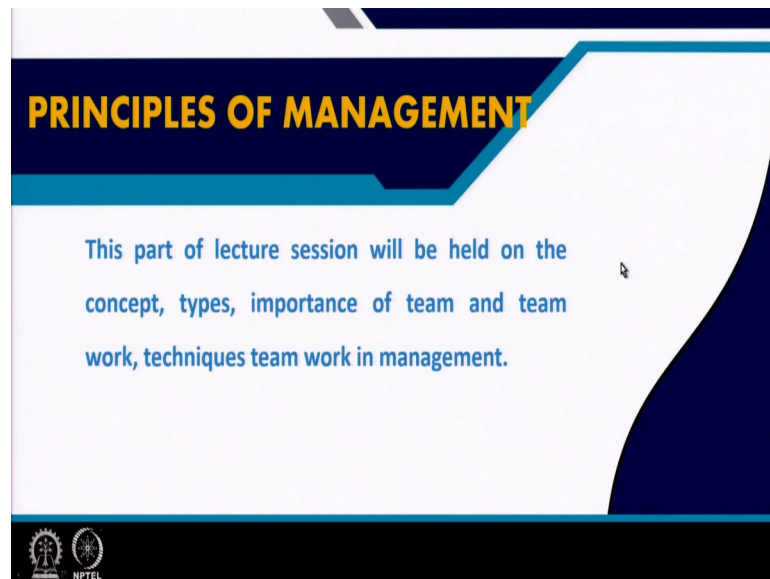 PRINCIPLES OF MANAGEMENT
This part of lecture session will be held on the
concept, types, importance of team and team
work, techniques team work in management.
NPTEL